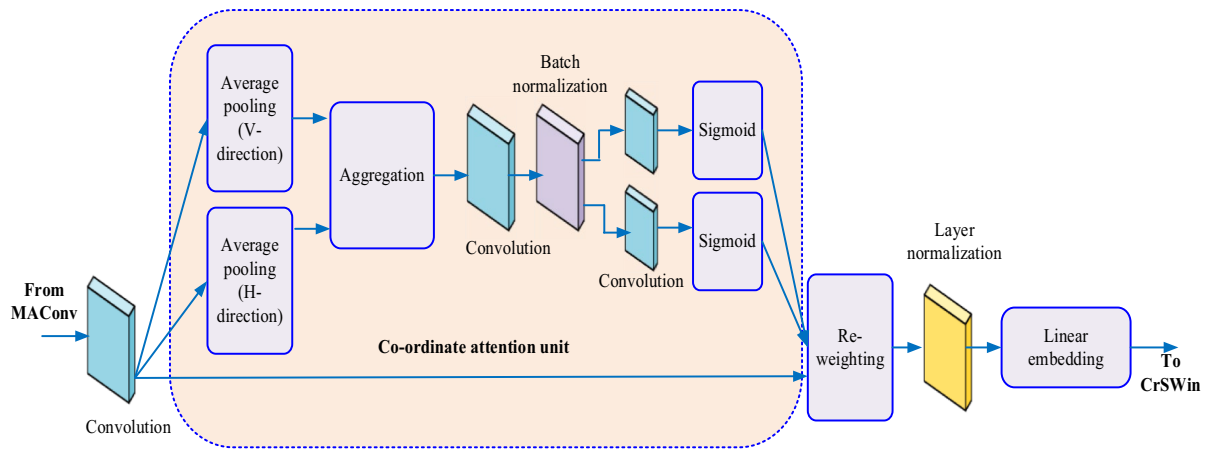 Average
pooling
(V-
direction)
Aggregation
Batch
normalization
Sigmoid
Average
pooling
(H-
direction)
Convolution
Convolution
Sigmoid
Layer
normalization
From
MAConv
Co-ordinate attention unit
Re-
weighting
Linear
embedding
To
CrSWin
Convolution